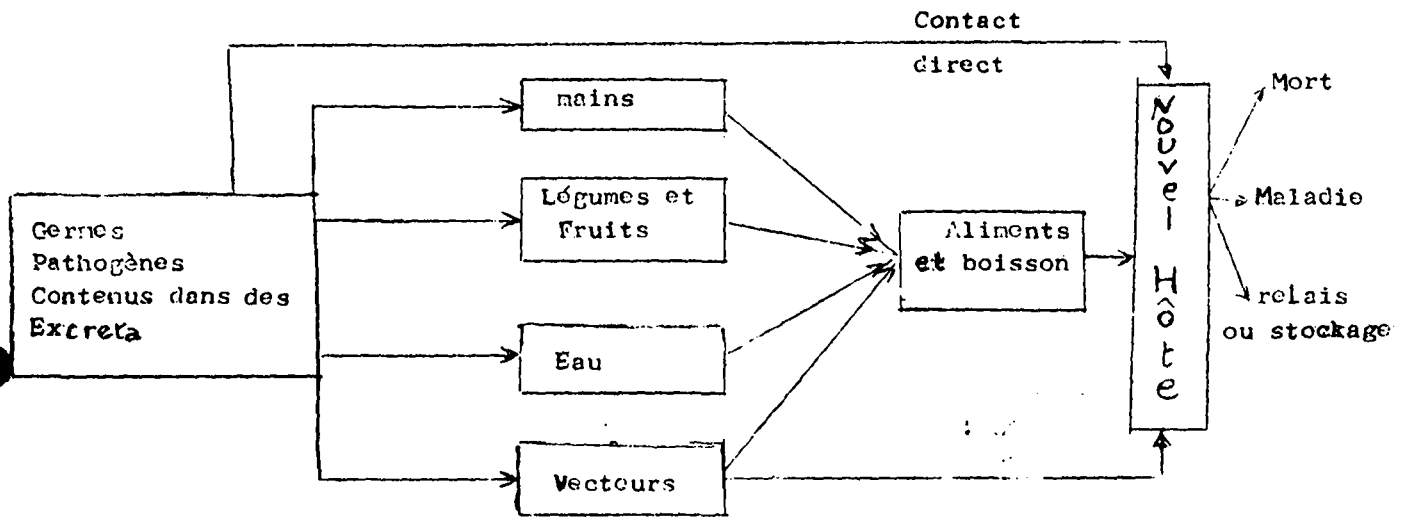 Contact
direct
mains
Légumes et
Fruits
Eau
Vecteurs
Germes
Pathogènes
Contenus dans des
Excreta
Aliments
et boisson
Nouvel Hôte
Mort
Maladie
relais
ou stockage